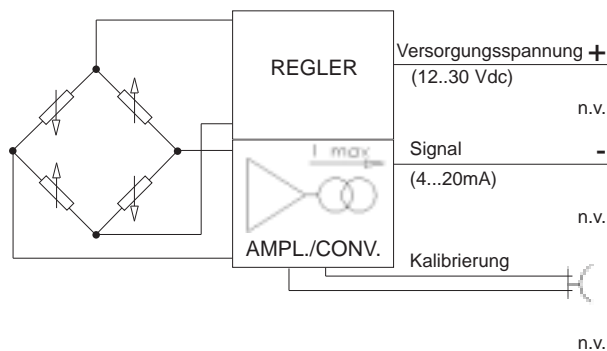 REGLER
Versorgungsspannung +
(12..30 Vdc)
n.v.
I max
Signal -
(4...20mA)
n.v.
AMPL./CONV.
Kalibrierung
n.v.